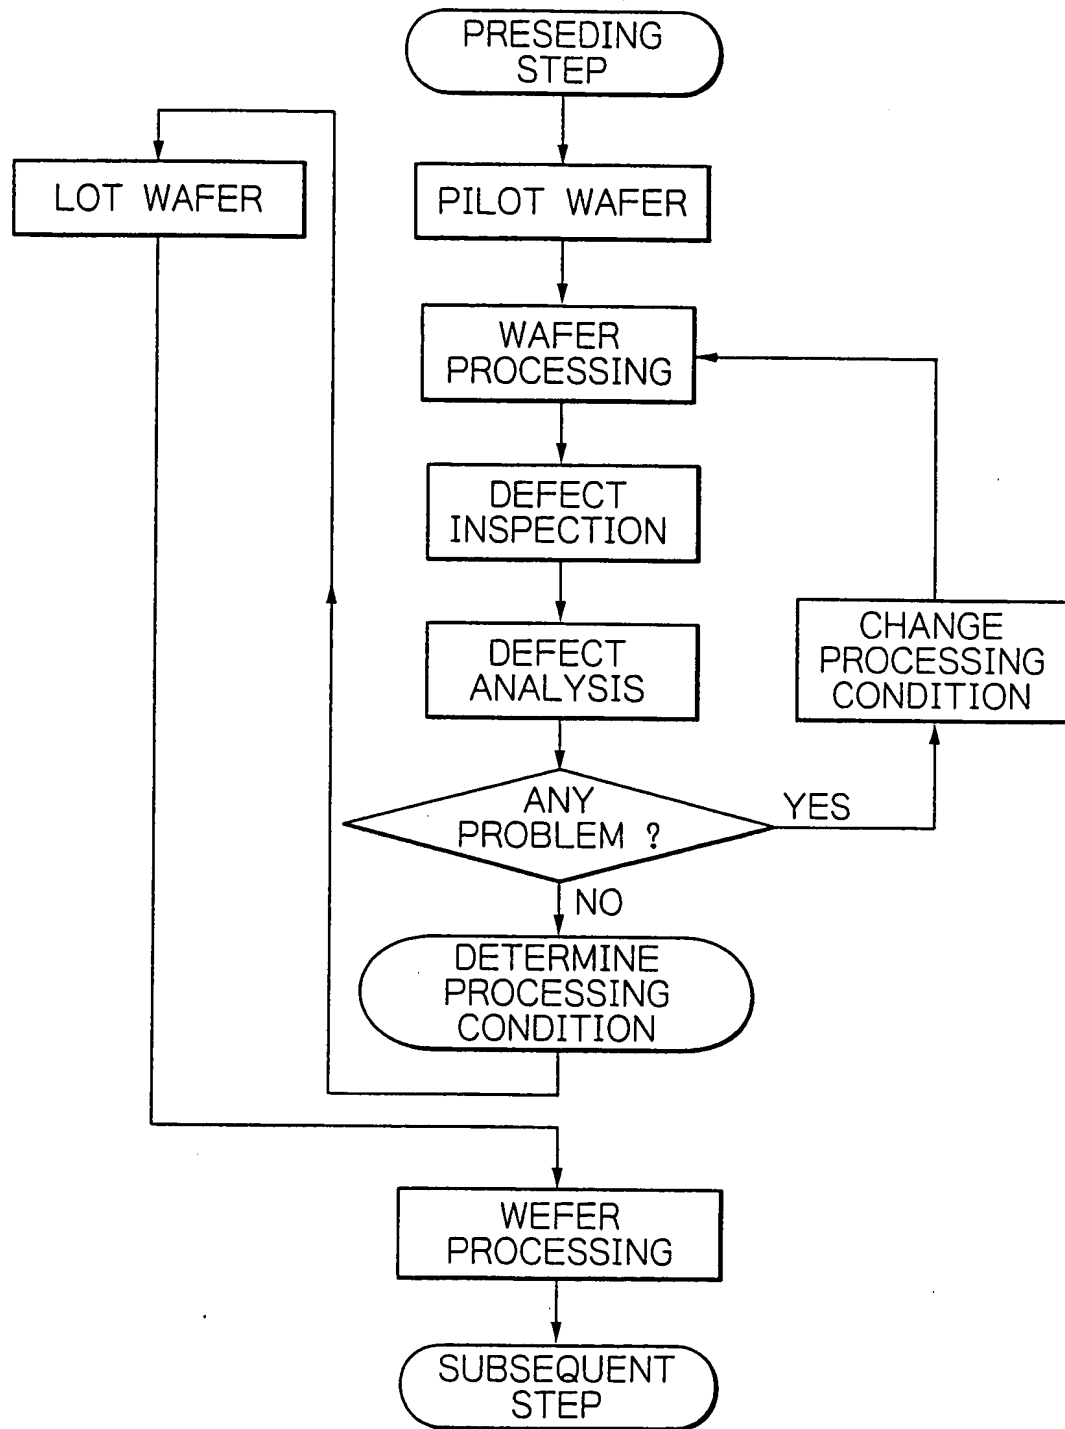 PRESEDING
STEP
LOT WAFER
PILOT WAFER
WAFER
PROCESSING
DEFECT
INSPECTION
DEFECT
ANALYSIS
CHANGE
PROCESSING
CONDITION
ANY
PROBLEM ?
YES
NO
DETERMINE
PROCESSING
CONDITION
WEFER
PROCESSING
SUBSEQUENT
STEP